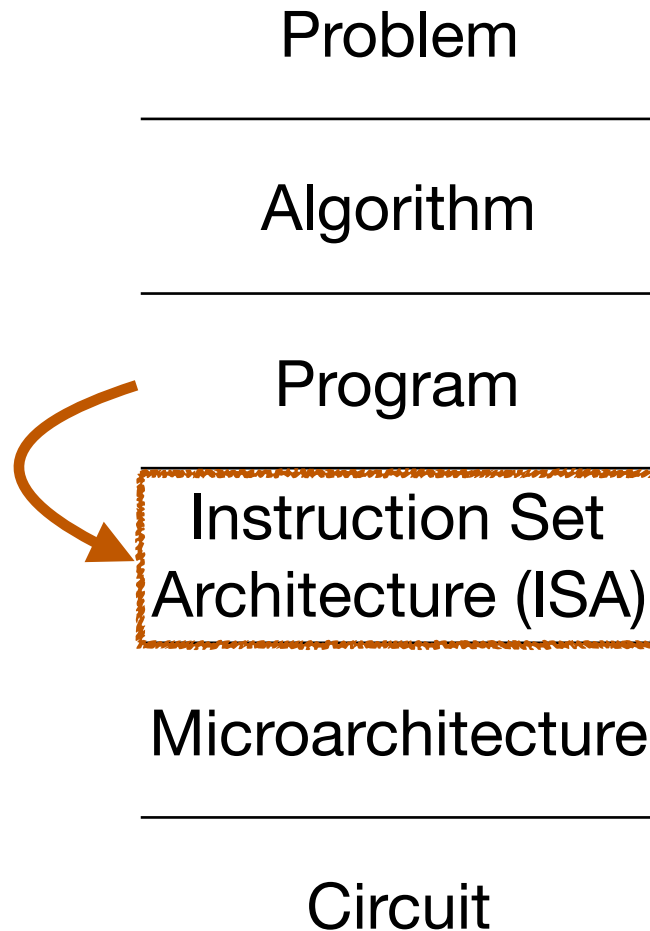 Problem
Algorithm
Program
Instruction Set
Architecture (ISA)
Microarchitecture
Circuit